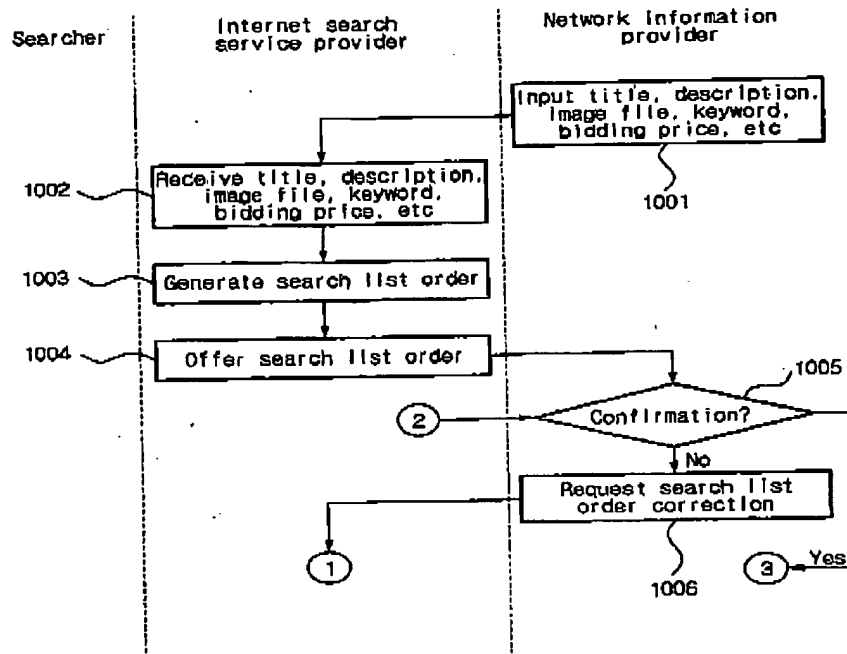 Searcher
Internet search
service provider
Network information
provider
Input title, description,
image file, keyword,
bidding price, etc
1001
1002
Receive title, description,
image file, keyword,
bidding price, etc
1003
Generate search list order
1004
Offer search list order
1005
2
Confirmation?
No
Request search list
order correction
1
1006
3
Yes